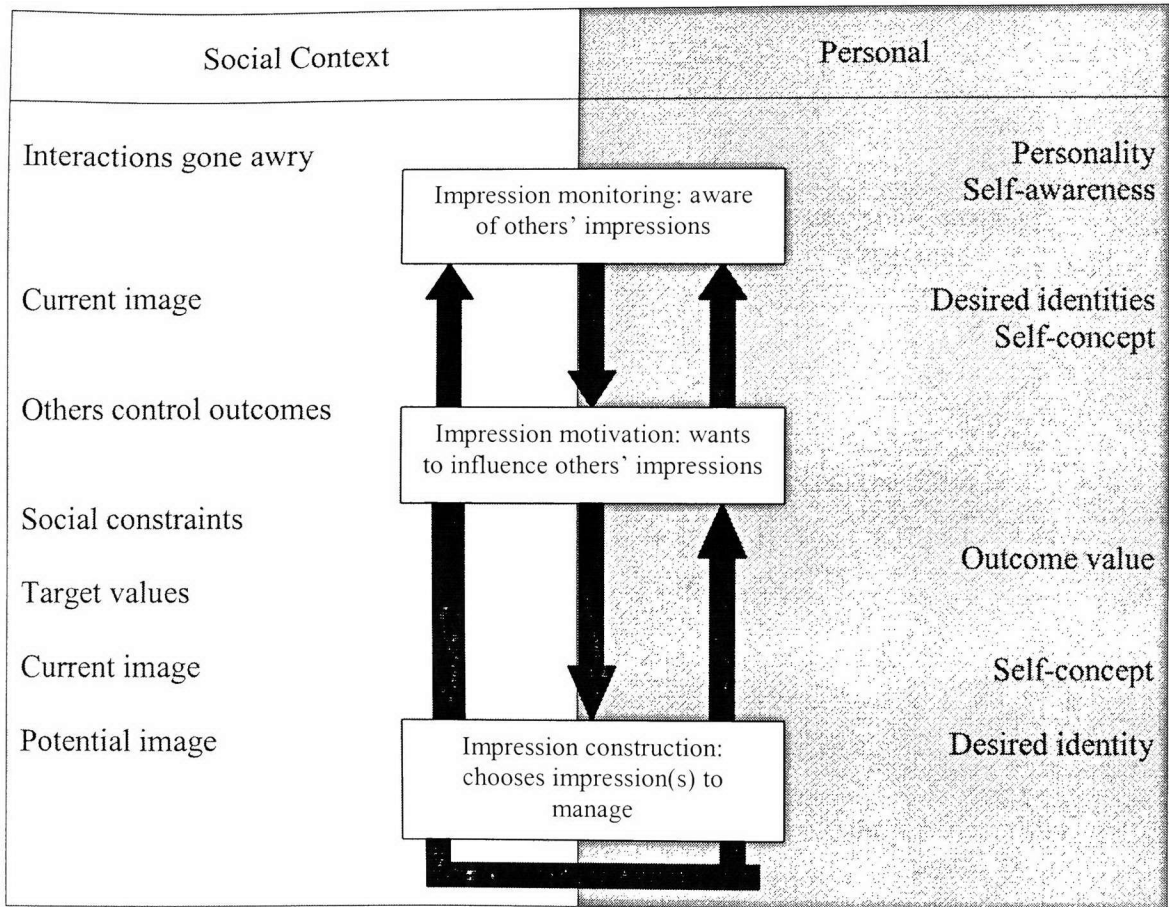 Social Context
Personal
Interactions gone awry
Personality
Self-awareness
Impression monitoring: aware
of others’ impressions
Current image
Desired identities
Self-concept
Others control outcomes
Impression motivation: wants
to influence others’ impressions
Social constraints
Outcome value
Target values
Current image
Self-concept
Potential image
Desired identity
Impression construction:
chooses impression(s) to
manage